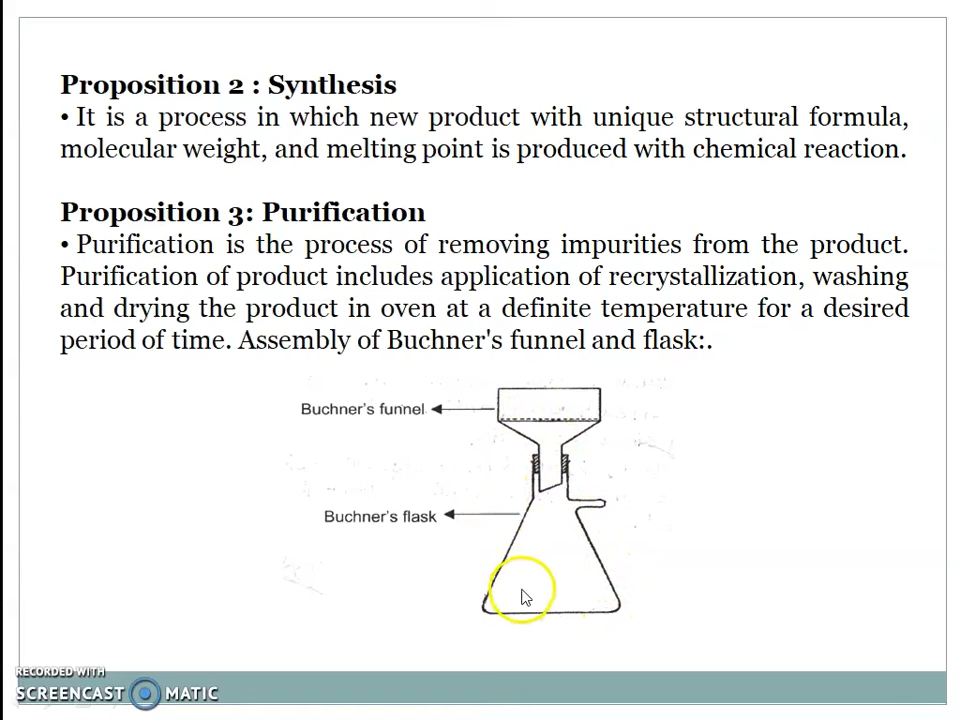 Proposition 2 : Synthesis
• It is a process in which new product with unique structural formula,
molecular weight, and melting point is produced with chemical reaction.
Proposition 3: Purification
• Purification is the process of removing impurities from the product.
Purification of product includes application of recrystallization, washing
and drying the product in oven at a definite temperature for a desired
period of time. Assembly of Buchner's funnel and flask:.
Buchner's funnel
Buchner's flask
RECORDED WITH
SCREENCAST MATIC